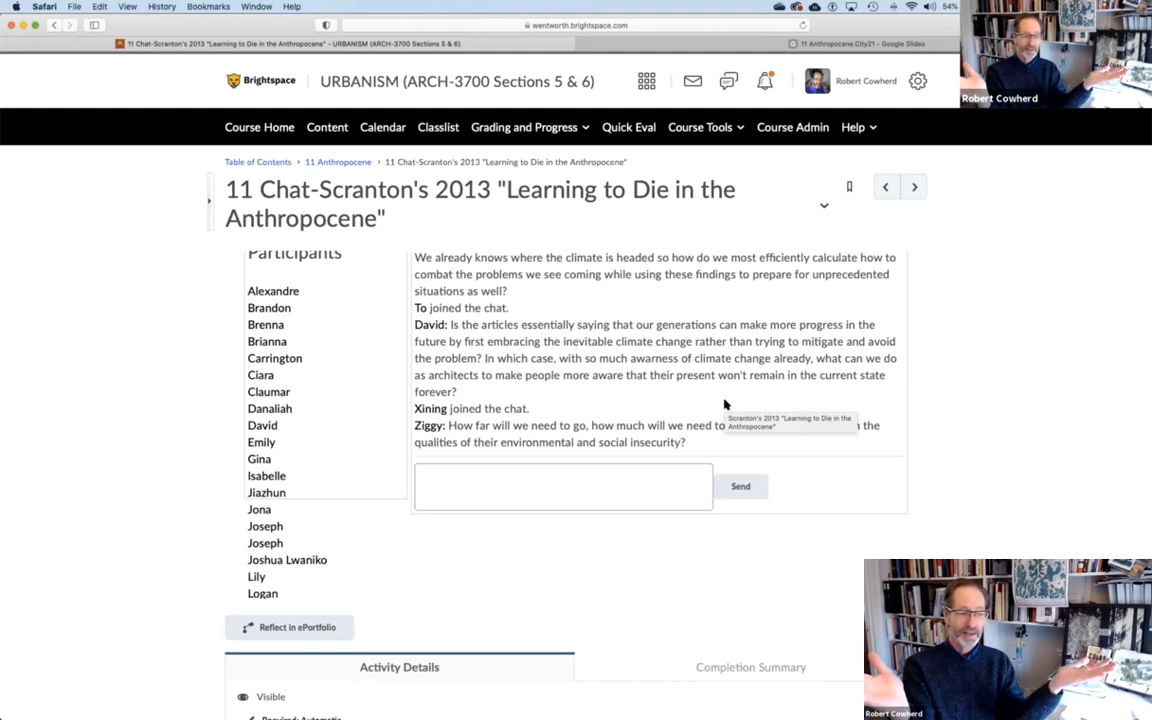 Safari File Edit View History Bookmarks Window Help
54%
wentworth.brightspace.com
11 Chat-Scranton's 2013 "Learning to Die in the Anthropocene" - URBANISM (ARCH-3700 Sections 5 & 6)
11 Anthropocene.City21 - Google Slides
Robert Cowherd
Brightspace
URBANISM (ARCH-3700 Sections 5 & 6)
Robert Cowherd
Course Home Content Calendar Classlist Grading and Progress Quick Eval Course Tools Course Admin Help
Table of Contents > 11 Anthropocene > 11 Chat-Scranton's 2013 "Learning to Die in the Anthropocene"
11 Chat-Scranton's 2013 "Learning to Die in the
Anthropocene"
Participants
Alexandre
Brandon
Brenna
Brianna
Carrington
Ciara
Claumar
Danaliah
David
Emily
Gina
Isabelle
Jiazhun
Jona
Joseph
Joseph
Joshua Lwaniko
Lily
Logan
We already knows where the climate is headed so how do we most efficiently calculate how to
combat the problems we see coming while using these findings to prepare for unprecedented
situations as well?
To joined the chat.
David: Is the articles essentially saying that our generations can make more progress in the
future by first embracing the inevitable climate change rather than trying to mitigate and avoid
the problem? In which case, with so much awarness of climate change already, what can we do
as architects to make people more aware that their present won't remain in the current state
forever?
Xining joined the chat.
Ziggy: How far will we need to go, how much will we need to the
qualities of their environmental and social insecurity?
Scranton's 2013 "Learning to Die in the
Anthropocene"
Send
Reflect in ePortfolio
Activity Details
Completion Summary
Visible
Required: Automatic
Robert Cowherd